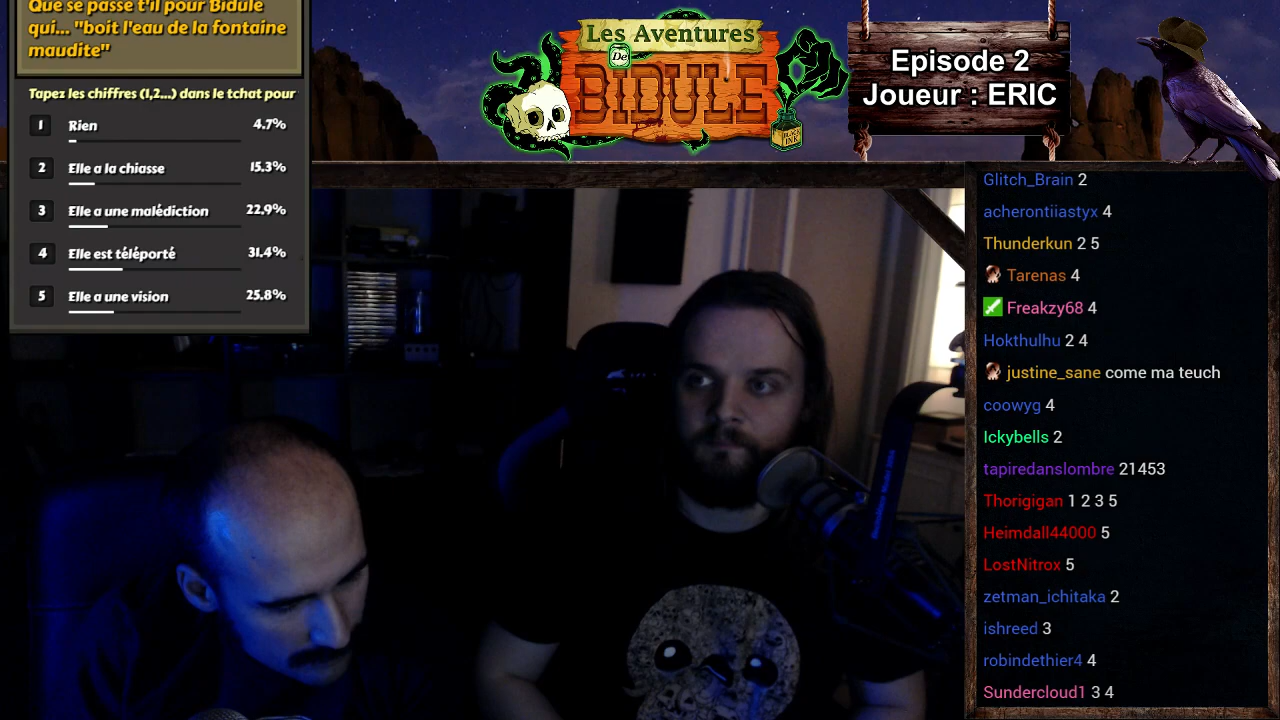 Que se passe t'il pour Bidule
qui... "boit l'eau de la fontaine
maudite"
Tapez les chiffres (1,2...) dans le tchat pour
1 Rien 4.7%
2 Elle a la chiasse 15.3%
3 Elle a une malédiction 22.9%
4 Elle est téléporté 31.4%
5 Elle a une vision 25.8%
Les Aventures
De
BIDULE
BLACK
INK
Episode 2
Joueur : ERIC
Glitch_Brain 2
acherontiiastyx 4
Thunderkun 2 5
Tarenas 4
Freakzy68 4
Hokthulhu 2 4
justine_sane come ma teuch
coowyg 4
Ickybells 2
tapiredanslombre 21453
Thorigigan 1 2 3 5
Heimdall44000 5
LostNitrox 5
zetman_ichitaka 2
ishreed 3
robindethier4 4
Sundercloud1 3 4